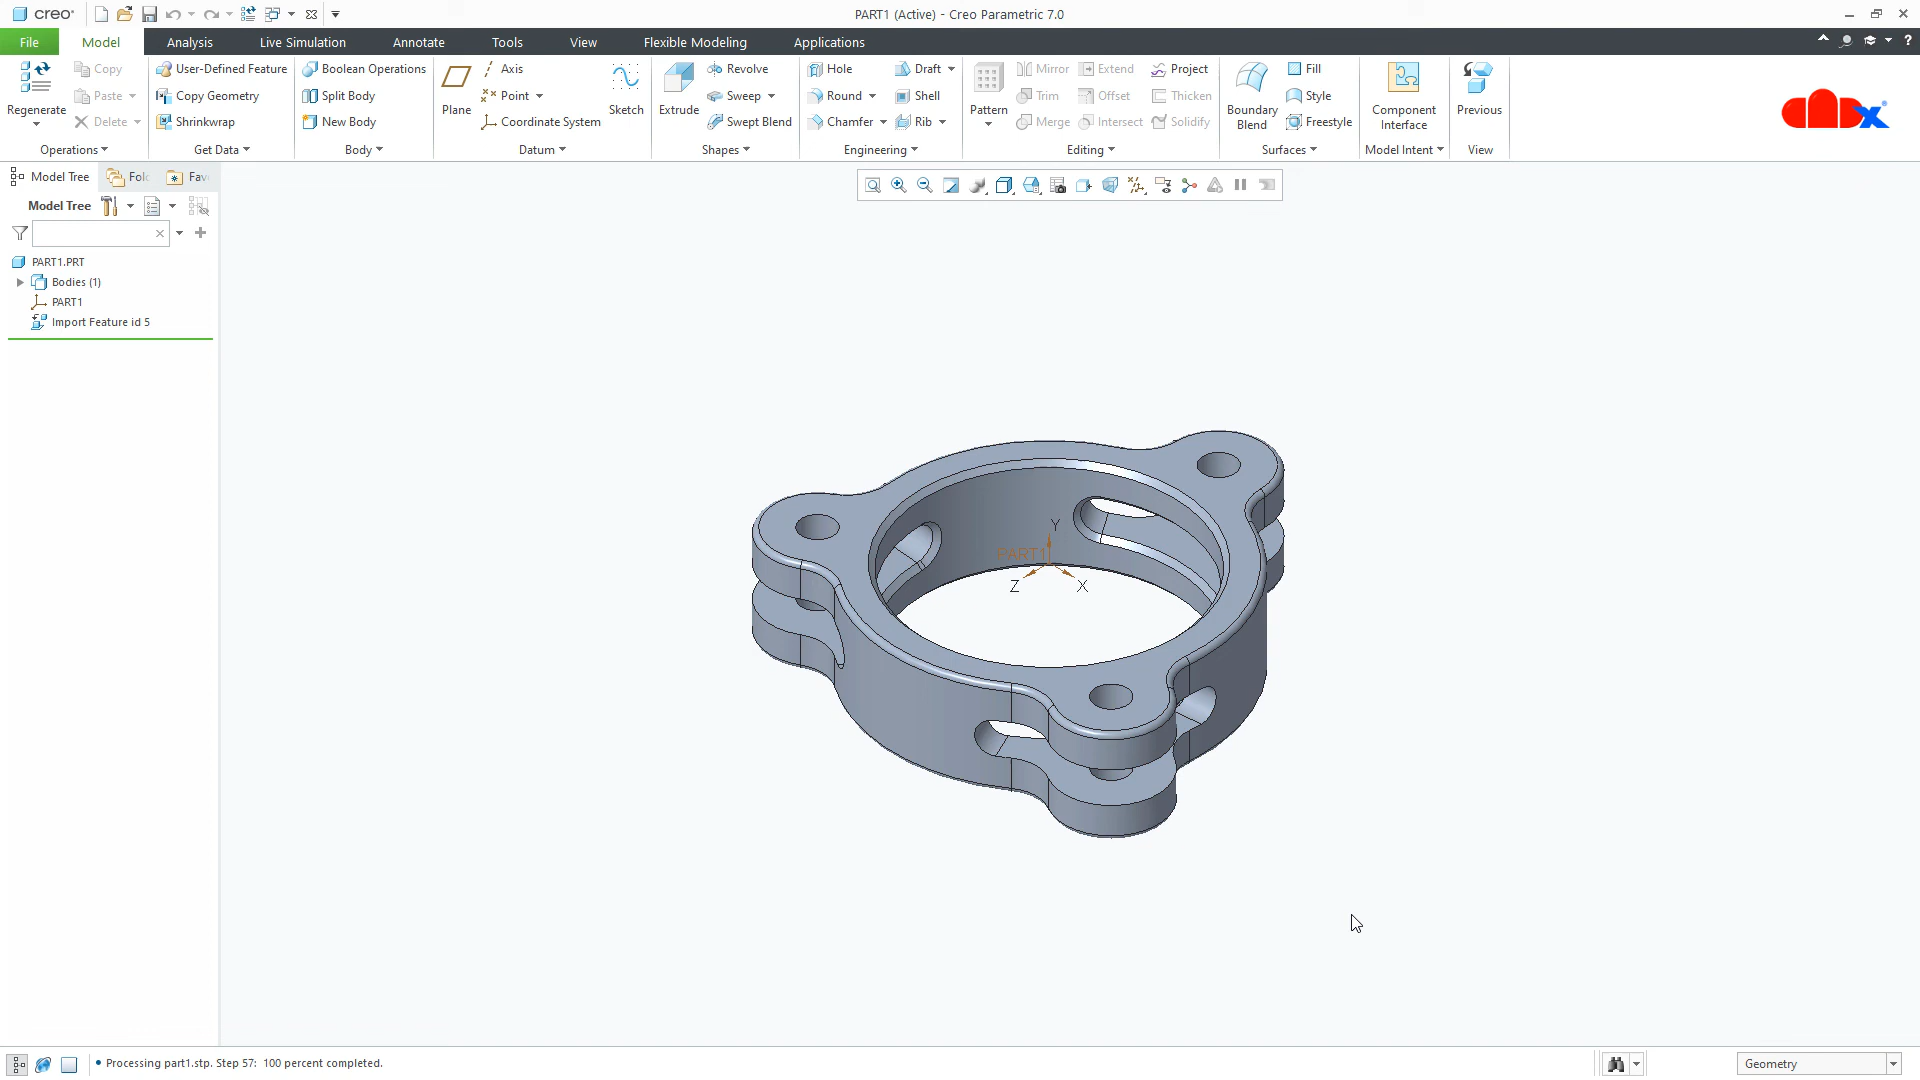 creo°
PART1 (Active) - Creo Parametric 7.0
File Model Analysis Live Simulation Annotate Tools View Flexible Modeling Applications
Regenerate
Copy
Paste
Delete
Operations
User-Defined Feature
Copy Geometry
Shrinkwrap
Get Data
Boolean Operations
Split Body
New Body
Body
Plane
Axis
Point
Coordinate System
Sketch
Datum
Extrude
Revolve
Sweep
Swept Blend
Shapes
Hole
Round
Chamfer
Draft
Shell
Rib
Engineering
Pattern
Mirror
Trim
Merge
Extend
Offset
Intersect
Project
Thicken
Solidify
Editing
Boundary
Blend
Fill
Style
Freestyle
Surfaces
Component
Interface
Model Intent
Previous
View
Model Tree
Fol
Fav
Model Tree
PART1.PRT
Bodies (1)
PART1
Import Feature id 5
Y
PART1
Z
X
• Processing part1.stp. Step 57: 100 percent completed.
Geometry